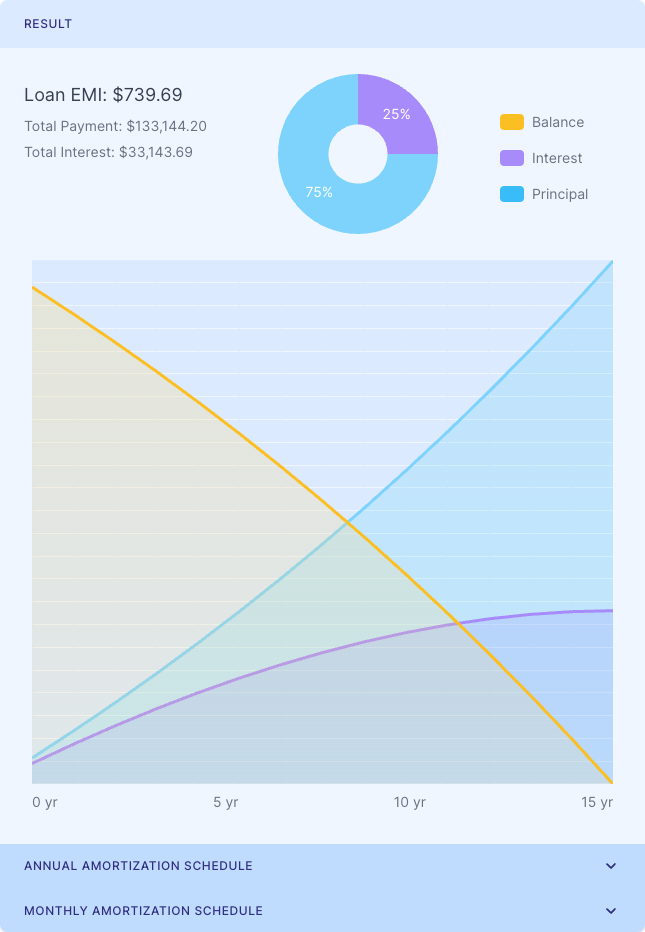 RESULT
Loan EMI: $739.69
Total Payment: $133,144.20
Total Interest: $33,143.69
25%
75%
Balance
Interest
Principal
0 yr
5 yr
10 yr
15 yr
ANNUAL AMORTIZATION SCHEDULE
MONTHLY AMORTIZATION SCHEDULE